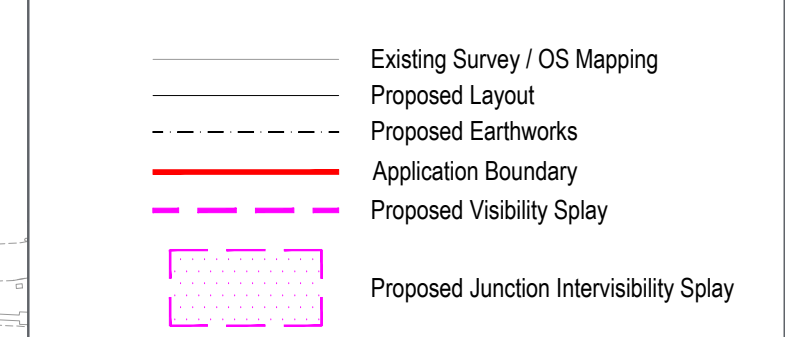 Existing Survey / OS Mapping
Proposed Layout
Proposed Earthworks
Application Boundary
Proposed Visibility Splay
Proposed Junction Intervisibility Splay